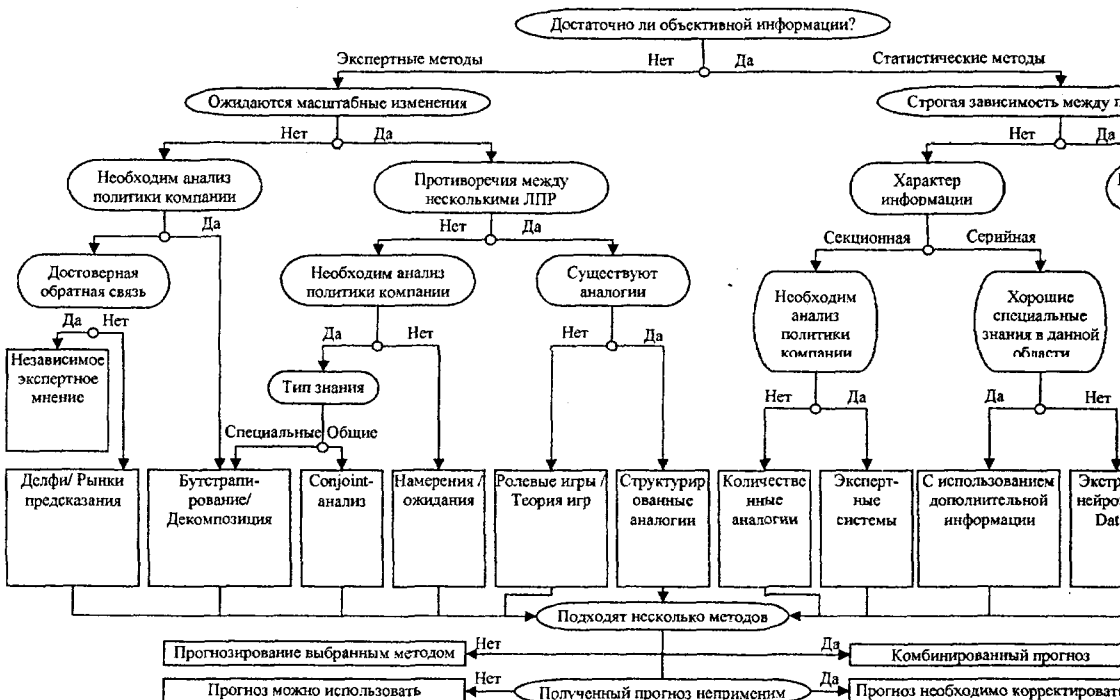 Достаточно ли объективной информации?
Экспертные методы
Нет
Да
Статистические методы
Ожидаются масштабные изменения
Строгая зависимость между
Нет
Да
Нет
Да
Необходим анализ
политики компании
Противоречия между
несколькими ЛПР
Характер
информации
Да
Нет
Да
Секционная
Серийная
Достоверная
обратная связь
Необходим анализ
политики компании
Существуют
аналогии
Необходим
анализ
политики
компании
Хорошие
специальные
знания в данной
области
Да
Нет
Да
Нет
Нет
Да
Независимое
экспертное
мнение
Тип знания
Нет
Да
Да
Нет
Специальные
Общие
Делфи/ Рынки
предсказания
Бутстрапи-
рование/
Декомпозиция
Conjoint-
анализ
Намерения /
ожидания
Ролевые игры /
Теория игр
Структурир
ованные
аналогии
Количестве
нные
аналогии
Эксперт-
ные
системы
С использованием
дополнительной
информации
Подходят несколько методов
Нет
Да
Прогнозирование выбранным методом
Комбинированный прогноз
Нет
Да
Прогноз можно использовать
Полученный прогноз неприменим
Прогноз необходимо